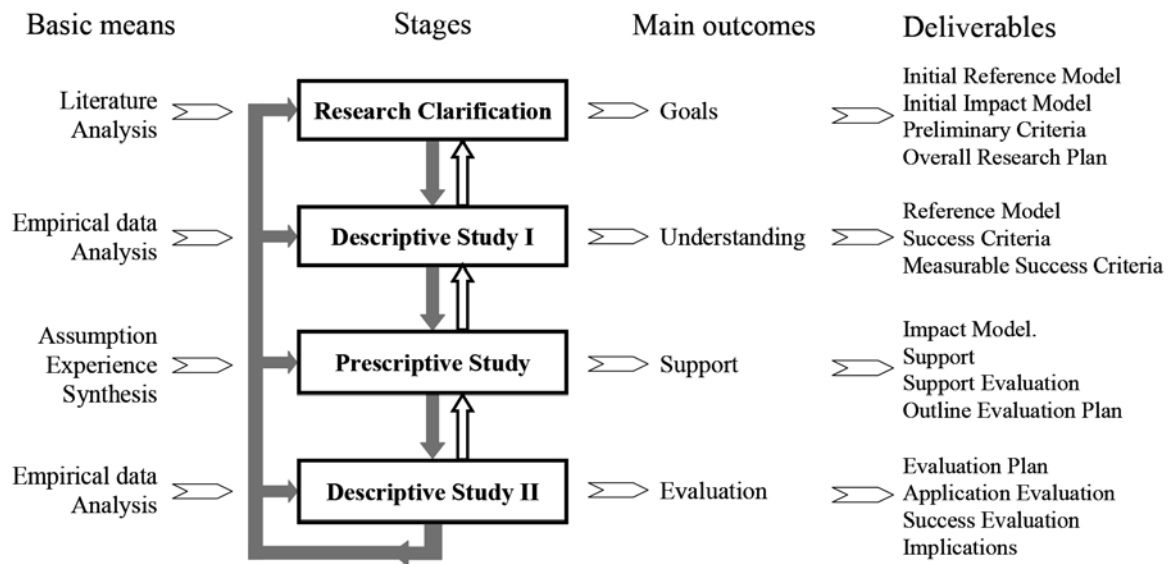 Basic means
Stages
Main outcomes
Deliverables
Literature
Analysis
Research Clarification
Goals
Initial Reference Model
Initial Impact Model
Preliminary Criteria
Overall Research Plan
Empirical data
Analysis
Descriptive Study I
Understanding
Reference Model
Success Criteria
Measurable Success Criteria
Assumption
Experience
Synthesis
Prescriptive Study
Support
Impact Model.
Support
Support Evaluation
Outline Evaluation Plan
Empirical data
Analysis
Descriptive Study II
Evaluation
Evaluation Plan
Application Evaluation
Success Evaluation
Implications